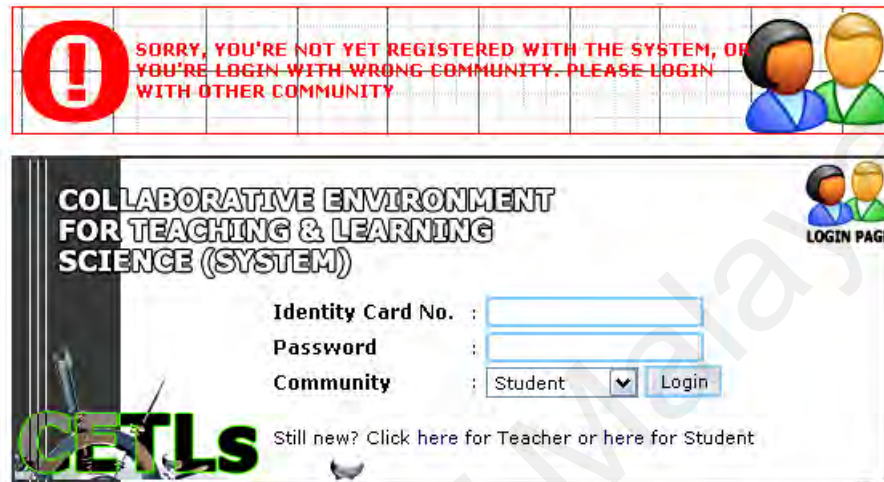 SORRY, YOU'RE NOT YET REGISTERED WITH THE SYSTEM, OR
YOU'RE LOGIN WITH WRONG COMMUNITY. PLEASE LOGIN
WITH OTHER COMMUNITY
COLLABORATIVE ENVIRONMENT
FOR TEACHING & LEARNING
SCIENCE (SYSTEM)
LOGIN PAGE
Identity Card No. :
Password :
Community : Student Login
CETLs
Still new? Click here for Teacher or here for Student
Malaya